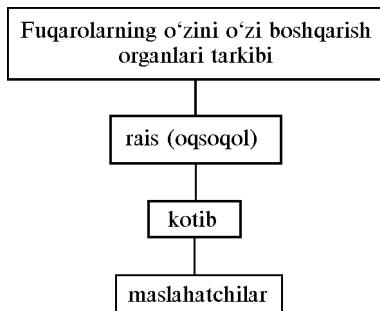 Fuqarolarning o‘zini o‘zi boshqarish
organlari tarkibi
rais (oqsoqol)
kotib
maslahatchilar